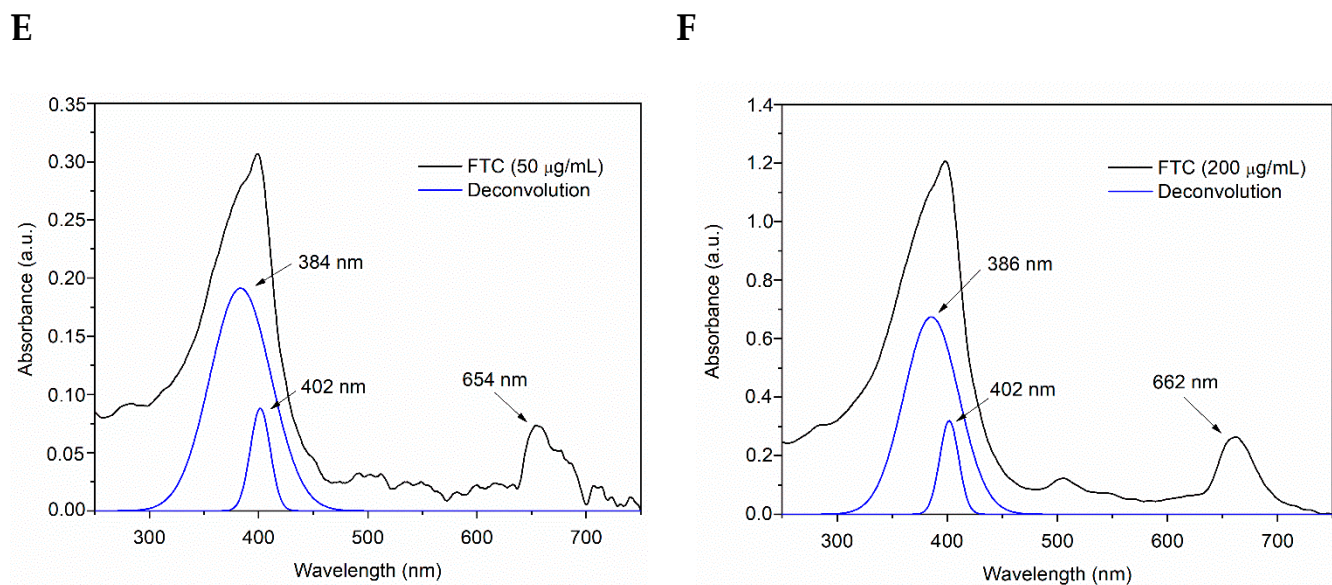 E
F
0.35
0.30
0.25
0.20
0.15
0.10
0.05
0.00
Absorbance (a.u.)
FTC (50 μg/mL)
Deconvolution
384 nm
402 nm
654 nm
300 400 500 600 700
Wavelength (nm)
1.4
1.2
1.0
0.8
0.6
0.4
0.2
0.0
Absorbance (a.u.)
FTC (200 μg/mL)
Deconvolution
386 nm
402 nm
662 nm
300 400 500 600 700
Wavelength (nm)